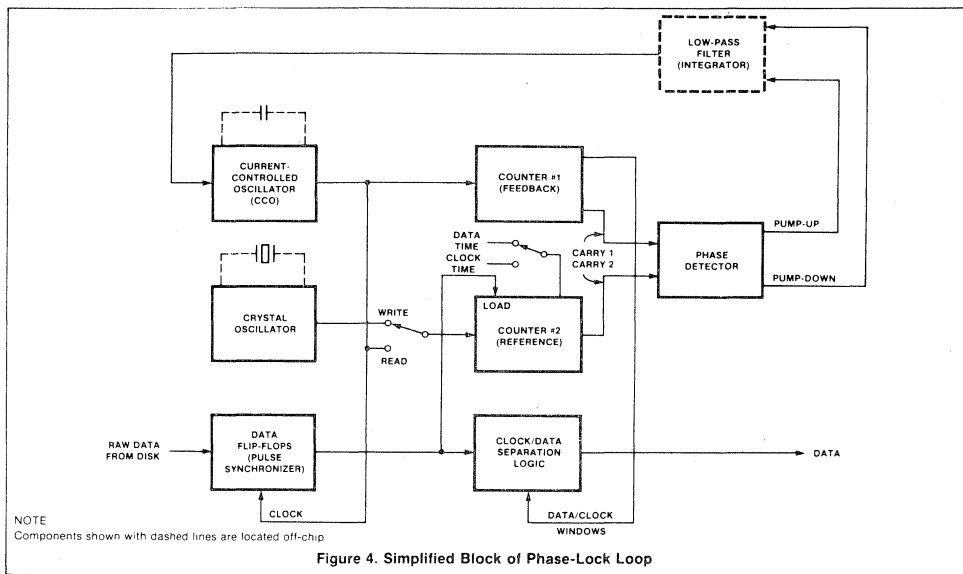 LOW-PASS
FILTER
(INTEGRATOR)
CURRENT-
CONTROLLED
OSCILLATOR
(CCO)
COUNTER #1
(FEEDBACK)
DATA
TIME
CLOCK
TIME
CARRY 1
CARRY 2
PHASE
DETECTOR
PUMP-UP
PUMP-DOWN
CRYSTAL
OSCILLATOR
WRITE
READ
LOAD
COUNTER #2
(REFERENCE)
RAW DATA
FROM DISK
DATA
FLIP-FLOPS
(PULSE
SYNCHRONIZER)
CLOCK/DATA
SEPARATION
LOGIC
DATA
CLOCK
DATA/CLOCK
WINDOWS
NOTE
Components shown with dashed lines are located off-chip
Figure 4. Simplified Block of Phase-Lock Loop